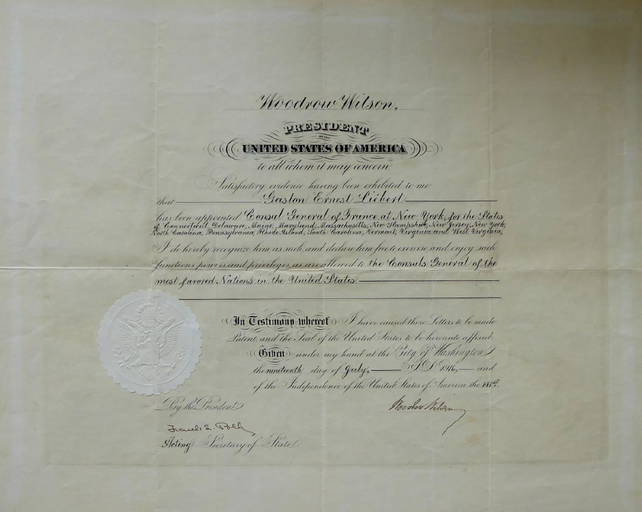 Woodrow Wilson,
PRESIDENT
UNITED STATES OF AMERICA
to all whom it may concern
Satisfactory evidence having been exhibited to me
that Gaston Ernest Liébert
has been appointed Consul General of France, at New York, for the States
of Connecticut, Delaware, Maine, Maryland, Massachusetts, New Hampshire, New Jersey, New York,
North Carolina, Pennsylvania, Rhode Island, South Carolina, Vermont, Virginia and West Virginia,
I do hereby recognize him as such, and declare him free to exercise and enjoy such
functions, powers and privileges as are allowed to the Consuls General of the
most favored Nations in the United States.
In Testimony whereof I have caused these Letters to be made
Patent, and the Seal of the United States to be hereunto affixed.
Given under my hand at the City of Washington
the nineteenth day of July, A.D. 1916, and
of the Independence of the United States of America, the 141st.
By the President
Woodrow Wilson
Frank L. Polk
Acting Secretary of State